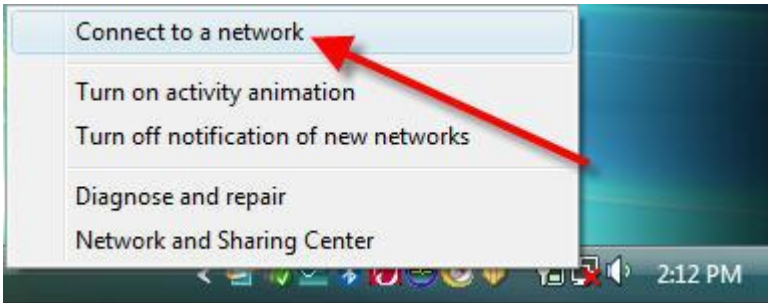 Connect to a network
Turn on activity animation
Turn off notification of new networks
Diagnose and repair
Network and Sharing Center
2:12 PM